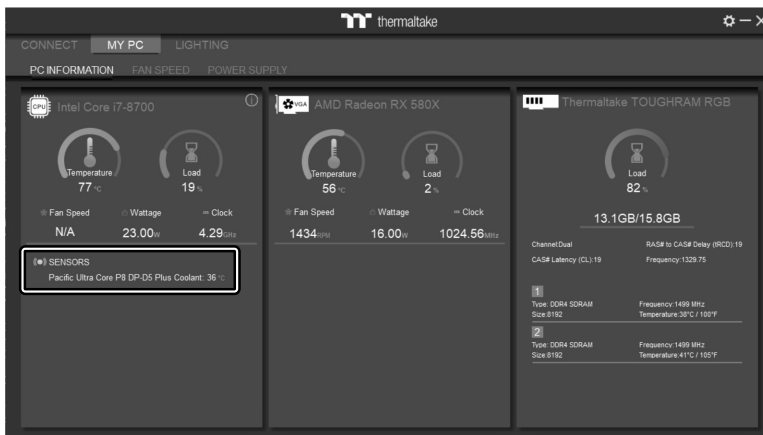 thermaltake
CONNECT MY PC LIGHTING
PC INFORMATION FAN SPEED POWER SUPPLY
CPU Intel Core i7-8700
Temperature Load
77 °C 19 %
Fan Speed Wattage Clock
N/A 23.00W 4.29GHz
SENSORS
Pacific Ultra Core P8 DP-D5 Plus Coolant: 36 °C
VGA AMD Radeon RX 580X
Temperature Load
56 °C 2 %
Fan Speed Wattage Clock
1434RPM 16.00W 1024.56MHz
Thermaltake TOUGHRAM RGB
Load
82 %
13.1GB/15.8GB
Channel:Dual RAS# to CAS# Delay (tRCD):19
CAS# Latency (CL):19 Frequency:1329.75
1
Type: DDR4 SDRAM Frequency:1499 MHz
Size:8192 Temperature:38°C / 100°F
2
Type: DDR4 SDRAM Frequency:1499 MHz
Size:8192 Temperature:41°C / 105°F